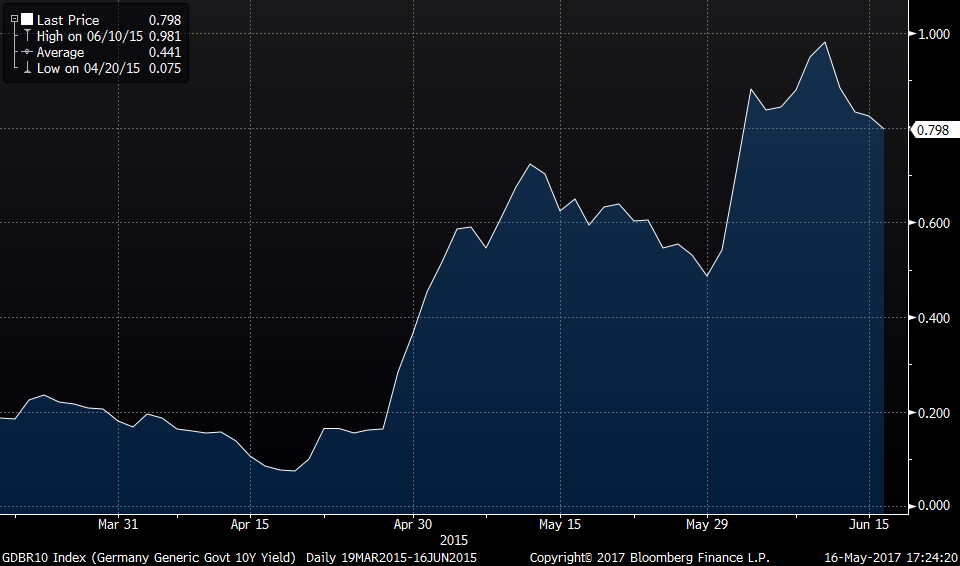 Last Price 0.798
High on 06/10/15 0.981
Average 0.441
Low on 04/20/15 0.075
1.000
0.798
0.600
0.400
0.200
0.000
Mar 31 Apr 15 Apr 30 May 15 May 29 Jun 15
2015
GDBR10 Index (Germany Generic Govt 10Y Yield) Daily 19MAR2015-16JUN2015 Copyright© 2017 Bloomberg Finance L.P. 16-May-2017 17:24:20